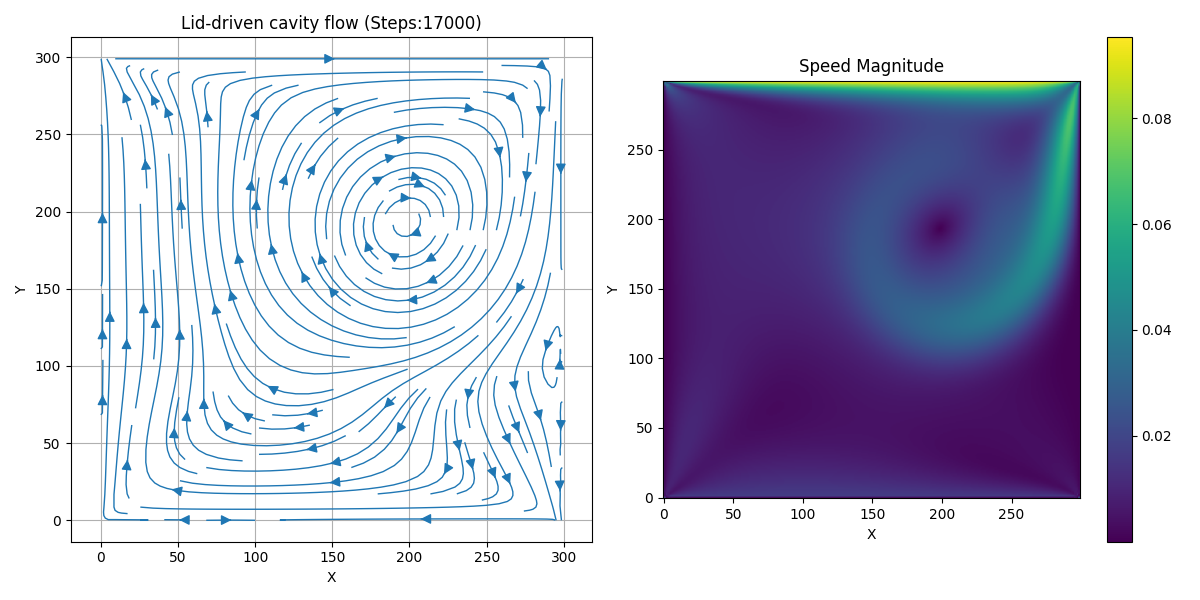 Lid-driven cavity flow (Steps:17000)
300
250
200
150
100
50
0
Y
0 50 100 150 200 250 300
X
Speed Magnitude
250
200
150
100
50
0
Y
0 50 100 150 200 250
X
0.08
0.06
0.04
0.02